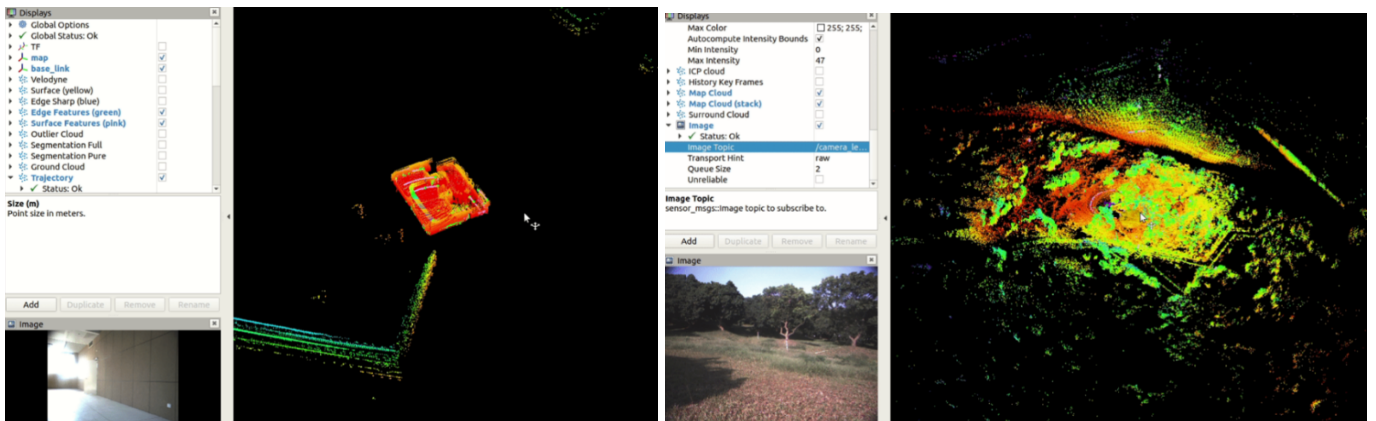 Displays
Global Options
Global Status: Ok
TF
map
base_link
Velodyne
Surface (yellow)
Edge Sharp (blue)
Edge Features (green)
Surface Features (pink)
Outlier Cloud
Segmentation Full
Segmentation Pure
Ground Cloud
Trajectory
Status: Ok
Size (m)
Point size in meters.
Add Duplicate Remove Rename
Image
Displays
Max Color 255; 255;
Autocompute Intensity Bounds
Min Intensity 0
Max Intensity 47
ICP cloud
History Key Frames
Map Cloud
Map Cloud (stack)
Surround Cloud
Image
Status: Ok
Image Topic /camera_le...
Transport Hint raw
Queue Size 2
Unreliable
Image Topic
sensor_msgs::Image topic to subscribe to.
Add Duplicate Remove Rename
Image